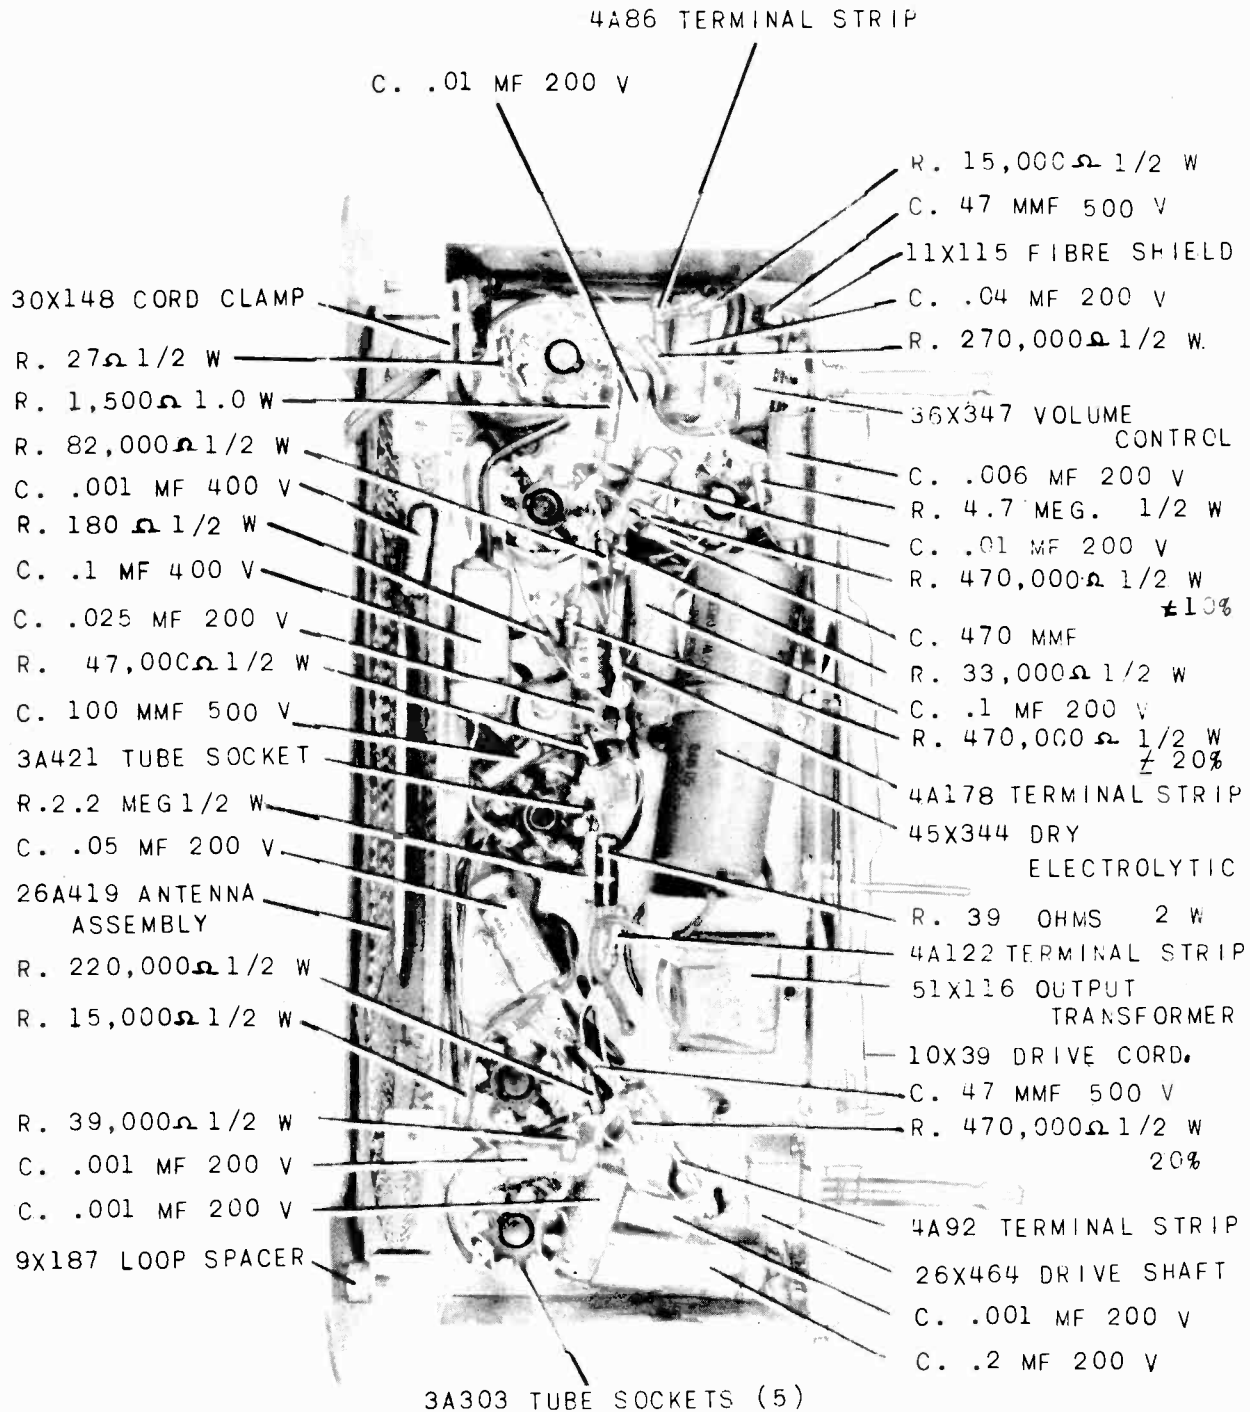 4A86 TERMINAL STRIP
C. .01 MF 200 V
30X148 CORD CLAMP
R. 27Ω 1/2 W
R. 1,500Ω 1.0 W
R. 82,000Ω 1/2 W
C. .001 MF 400 V
R. 180 Ω 1/2 W
C. .1 MF 400 V
C. .025 MF 200 V
R. 47,000Ω 1/2 W
C. 100 MMF 500 V
3A421 TUBE SOCKET
R.2.2 MEG 1/2 W
C. .05 MF 200 V
26A419 ANTENNA
ASSEMBLY
R. 220,000Ω 1/2 W
R. 15,000Ω 1/2 W
R. 39,000Ω 1/2 W
C. .001 MF 200 V
C. .001 MF 200 V
9X187 LOOP SPACER
R. 15,000Ω 1/2 W
C. 47 MMF 500 V
11X115 FIBRE SHIELD
C. .04 MF 200 V
R. 270,000Ω 1/2 W.
36X347 VOLUME
CONTROL
C. .006 MF 200 V
R. 4.7 MEG. 1/2 W
C. .01 MF 200 V
R. 470,000Ω 1/2 W
±10%
C. 470 MMF
R. 33,000Ω 1/2 W
C. .1 MF 200 V
R. 470,000 Ω 1/2 W
± 20%
4A178 TERMINAL STRIP
45X344 DRY
ELECTROLYTIC
R. 39 OHMS 2 W
4A122 TERMINAL STRIP
51X116 OUTPUT
TRANSFORMER
10X39 DRIVE CORD.
C. 47 MMF 500 V
R. 470,000Ω 1/2 W
20%
4A92 TERMINAL STRIP
26X464 DRIVE SHAFT
C. .001 MF 200 V
C. .2 MF 200 V
3A303 TUBE SOCKETS (5)